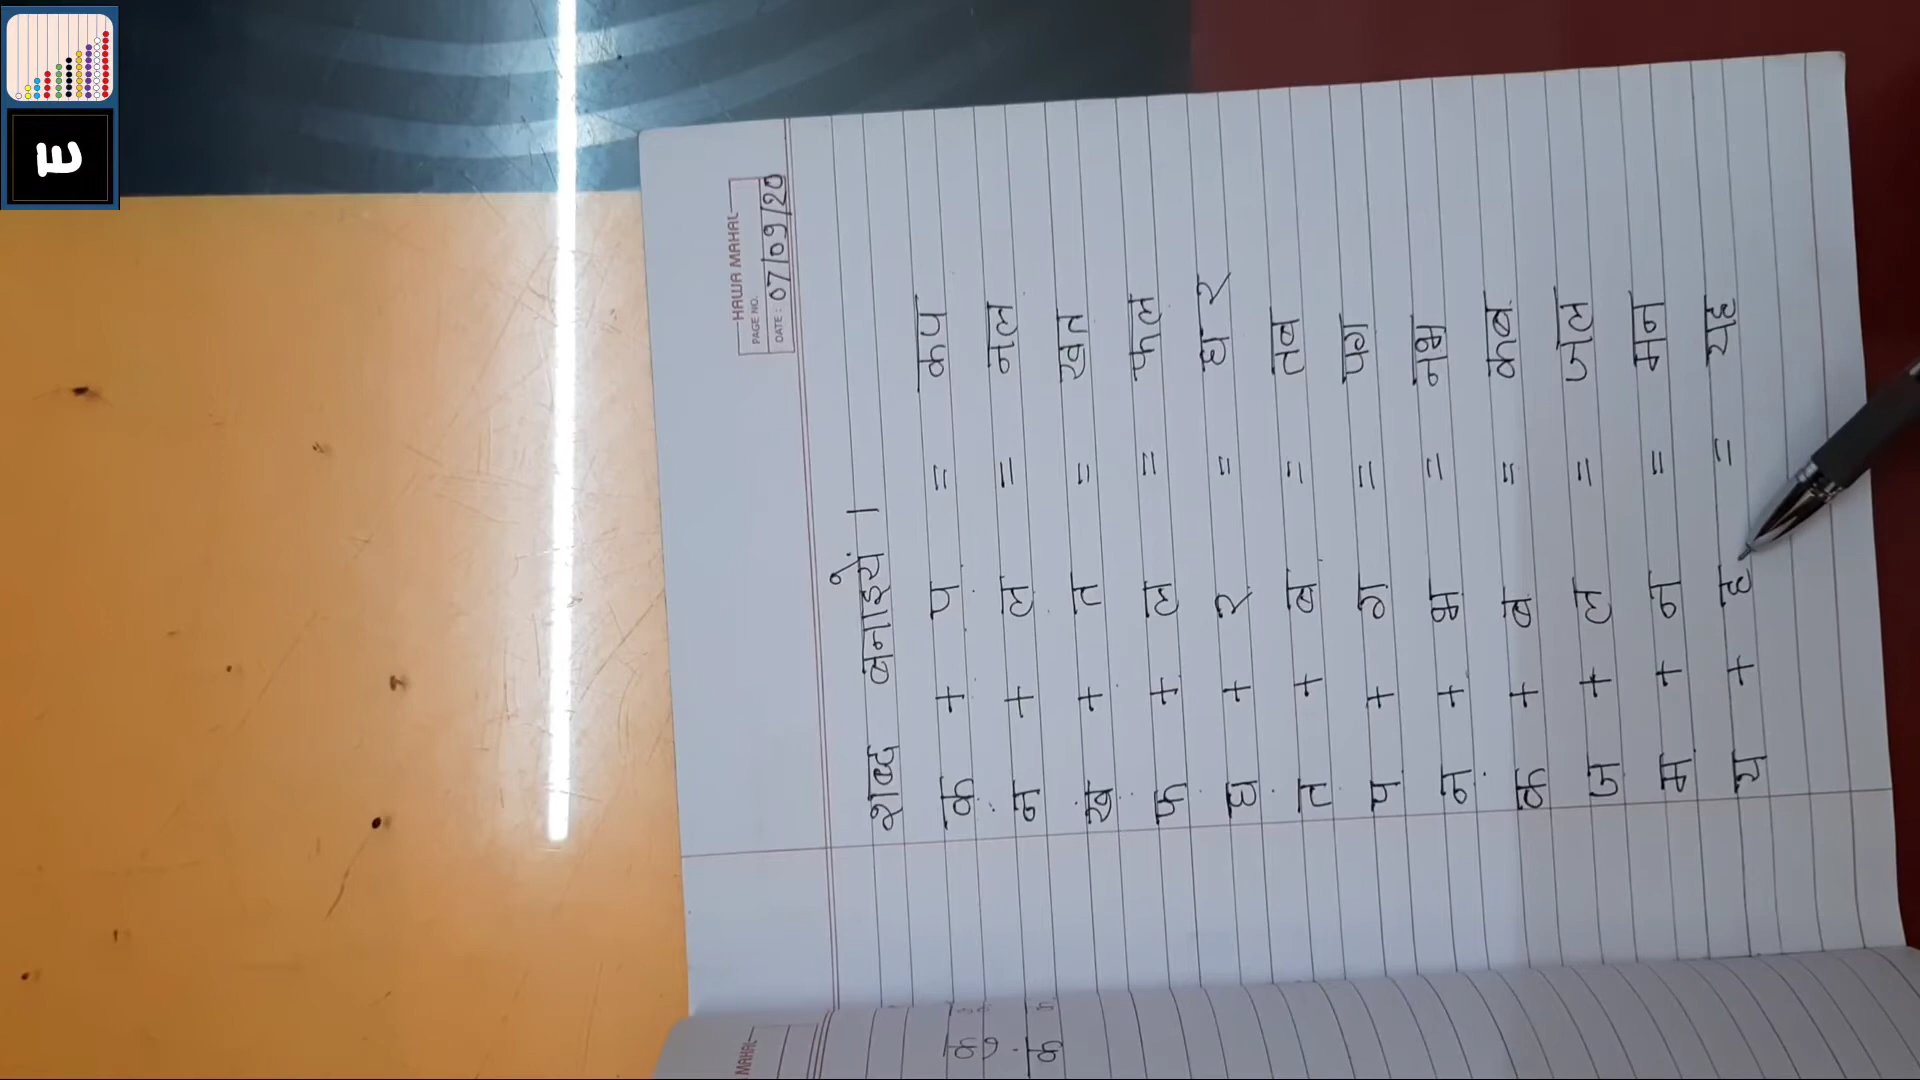 HAWA MAHAL
PAGE NO.
DATE: 07/09/20
शब्द बनाइयें।
क + प = कप
न + ल = नल
ख + त = खत
फ + ल = फल
घ + र = घर
त + ब = तब
प + ग = पग
न + भ = नभ
क + ब = कब
ज + ल = जल
म + न = मन
य + ह = यह
MAHAL
क
क